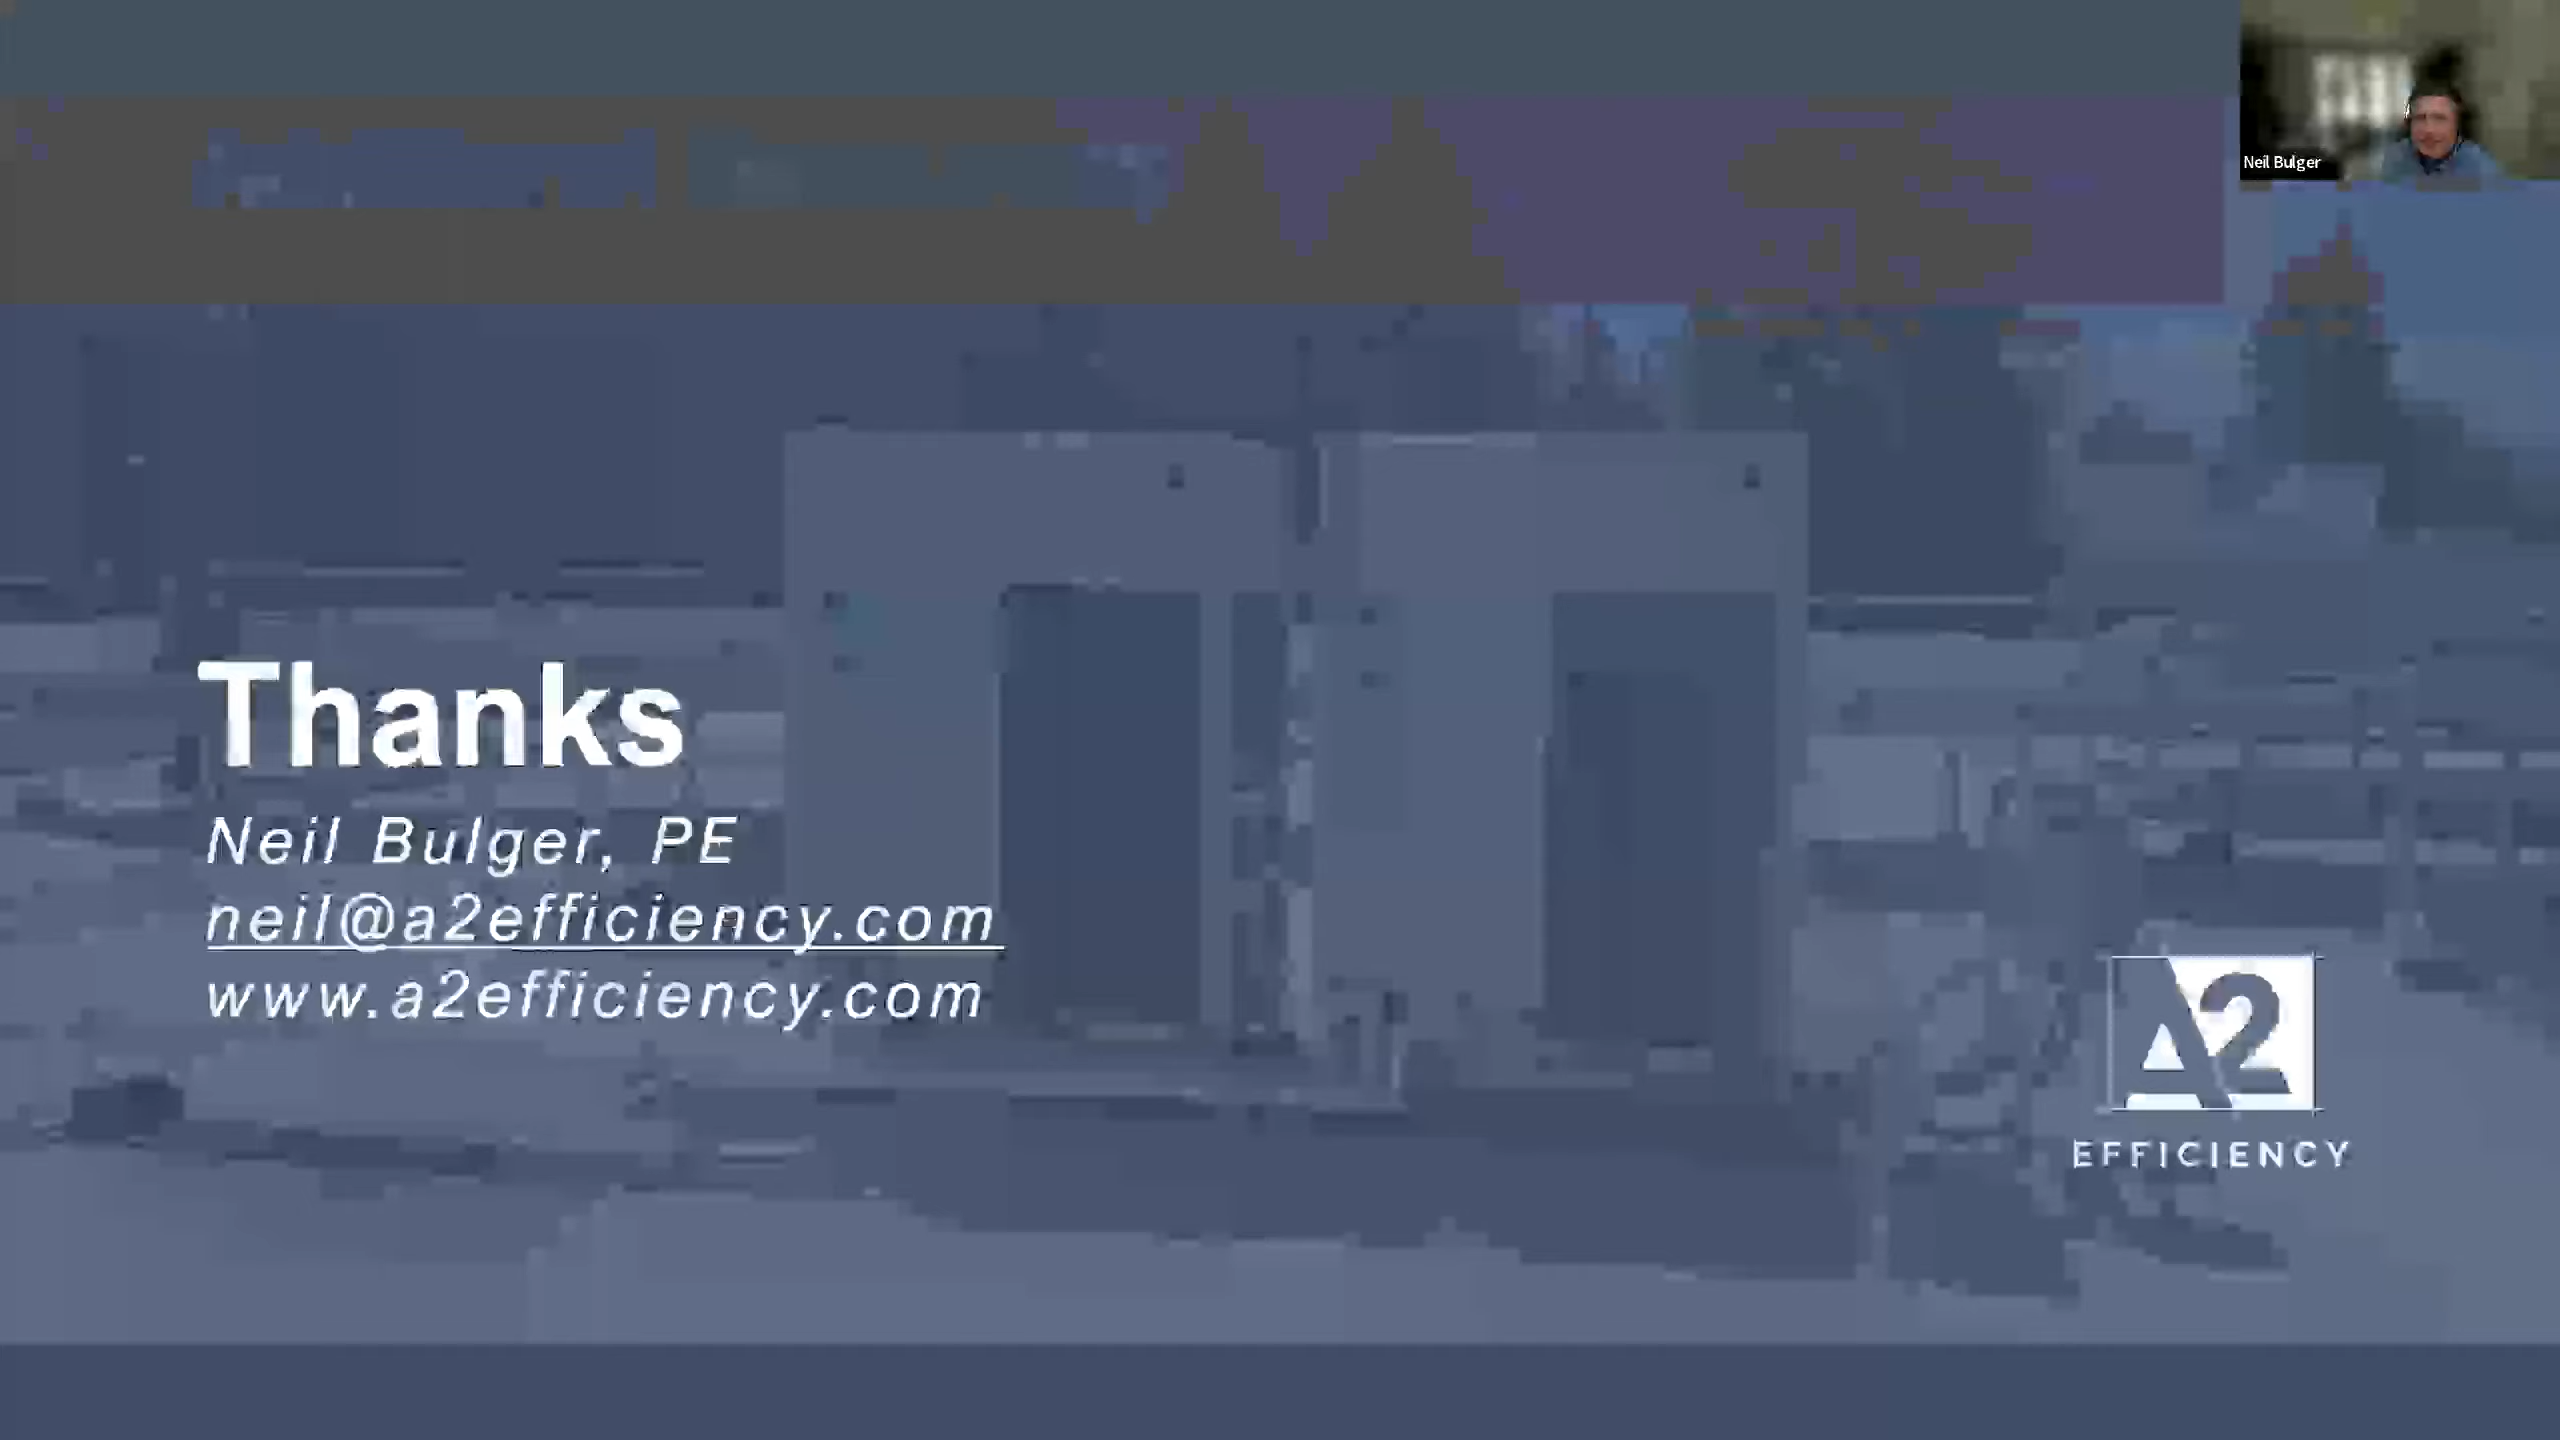 Neil Bulger
Thanks
Neil Bulger, PE
neil@a2efficiency.com
www.a2efficiency.com
A2
EFFICIENCY